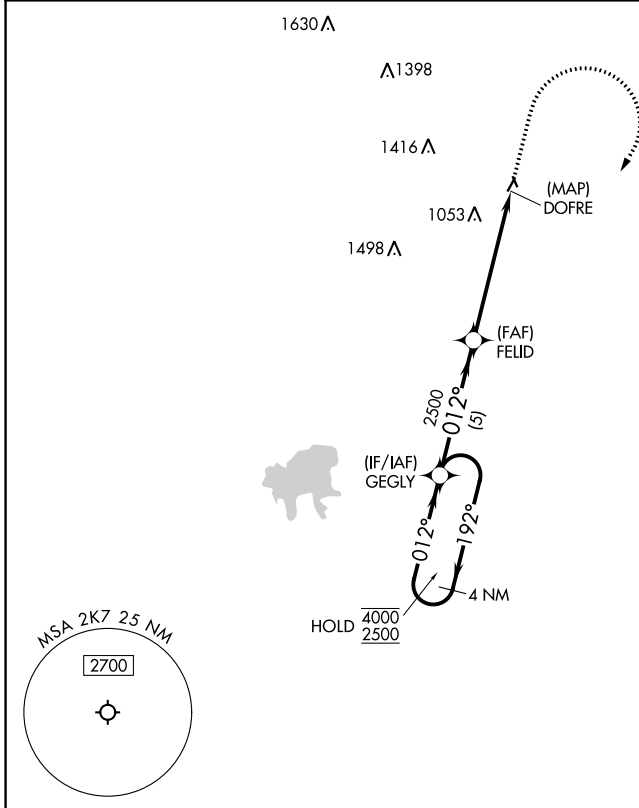 1630
1398
1416
(MAP)
DOFRE
1053
1498
(FAF)
FELID
2500
012°
(5)
(IF/IAF)
GEGLY
012°
192°
4 NM
HOLD 4000
2500
MSA 2K7 25 NM
2700